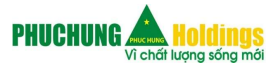 PHUCHUNG PHUC HUNG Holdings
Vì chất lượng sống mới